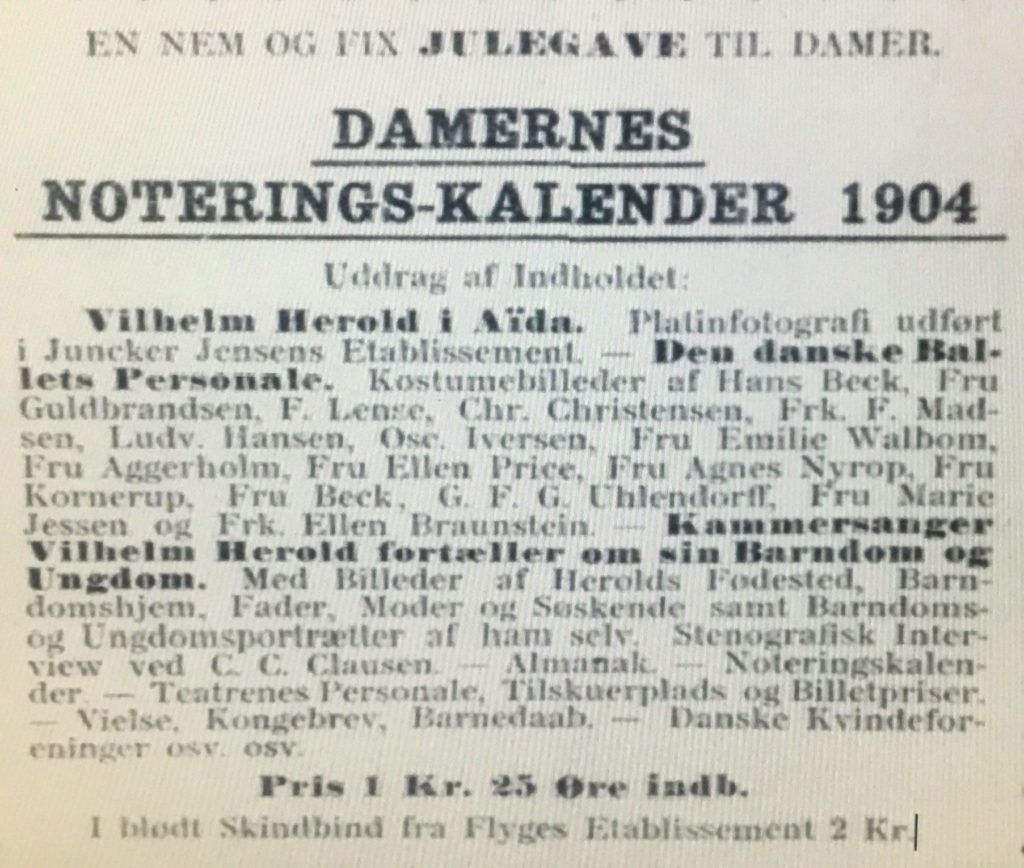 EN NEM OG FIX JULEGAVE TIL DAMER.
DAMERNES
NOTERINGS-KALENDER 1904
Uddrag af Indholdet:
Vilhelm Herold i Aïda. Platinfotografi udført
i Juncker Jensens Etablissement. — Den danske Bal-
lets Personale. Kostumebilleder af Hans Beck, Fru
Guldbrandsen, F. Lense, Chr. Christensen, Frk. F. Mad-
sen, Ludv. Hansen, Osc. Iversen, Fru Emilie Walbom,
Fru Aggerholm, Fru Ellen Price, Fru Agnes Nyrop, Fru
Kornerup, Fru Beck, G. F. G. Uhlendorff, Fru Marie
Jessen og Frk. Ellen Braunstein. — Kammersanger
Vilhelm Herold fortæller om sin Barndom og
Ungdom. Med Billeder af Herolds Fødested, Barn-
domshjem, Fader, Moder og Søskende samt Barndoms-
og Ungdomsportrætter af ham selv. Stenografisk Inter-
view ved C. C. Clausen. — Almanak. — Noteringskalen-
der. — Teatrenes Personale, Tilskuerplads og Billetpriser.
— Vielse, Kongebrev, Barnedaab. — Danske Kvindefor-
eninger osv. osv.
Pris 1 Kr. 25 Øre indb.
I blødt Skindbind fra Flyges Etablissement 2 Kr.